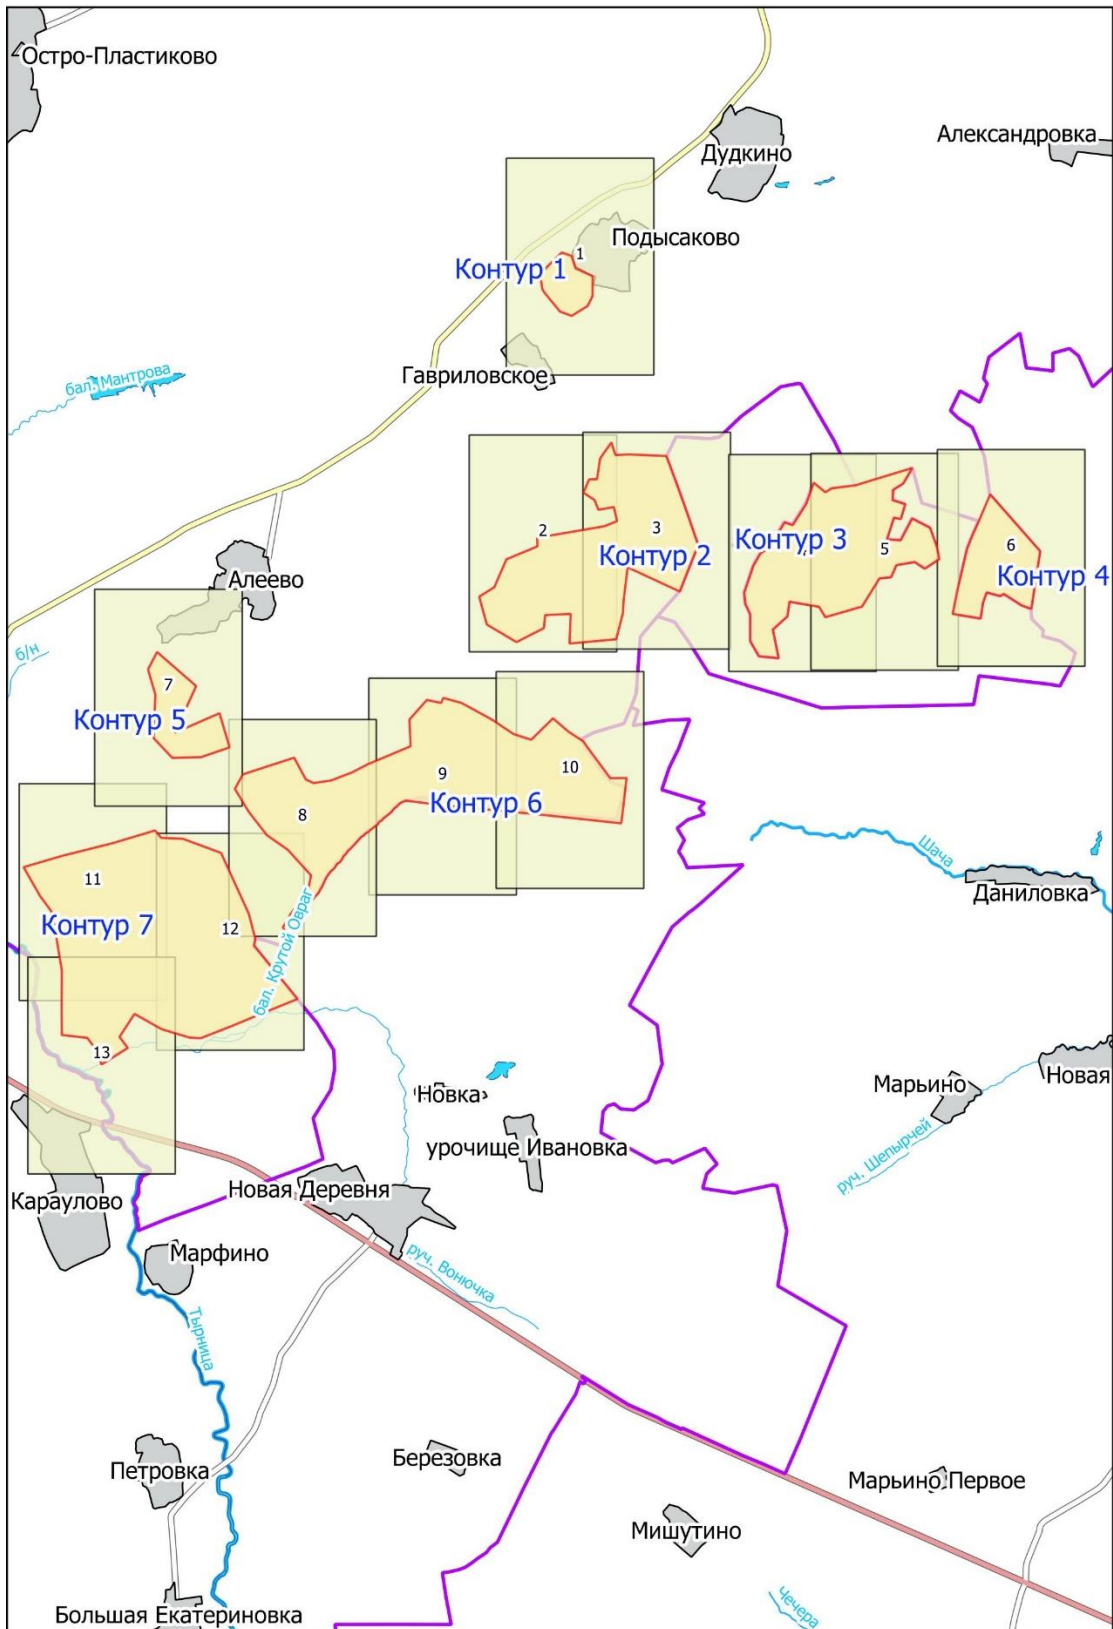 Остро-Пластиково
Дудкино
Александровка
Подысаково
1
Контур 1
Гавриловское
бал. Мантрова
2
3
Контур 2
Контур 3
5
6
Контур 4
Алеево
б/н
7
Контур 5
8
9
10
Контур 6
Шача
Даниловка
11
Контур 7
12
бал. Крутой Овраг
13
Новка
Марьино
Новая
урочище Ивановка
руч. Шепырчей
Караулово
Новая Деревня
Марфино
руч. Вонючка
Тырница
Петровка
Березовка
Марьино Первое
Мишутино
Большая Екатериновка
Чечера